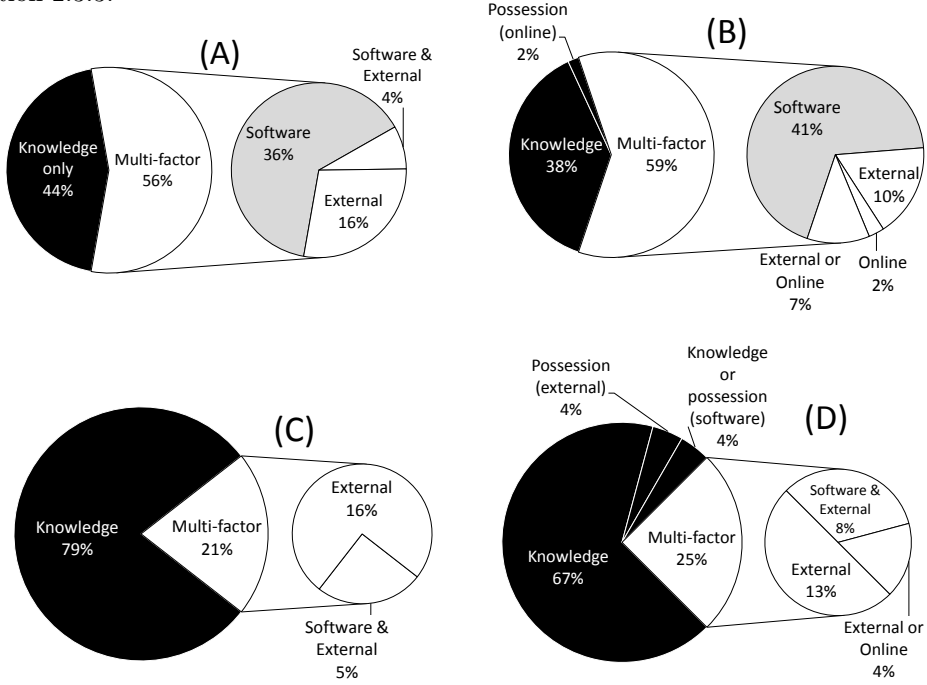 (A)
Knowledge
only
44%
Multi-factor
56%
Software
36%
Software &
External
4%
External
16%
Possession
(online)
2%
(B)
Knowledge
38%
Multi-factor
59%
Software
41%
External
10%
External or
Online
7%
Online
2%
(C)
Knowledge
79%
Multi-factor
21%
External
16%
Software &
External
5%
Possession
(external)
4%
Knowledge
or
possession
(software)
4%
(D)
Knowledge
67%
Multi-factor
25%
Software &
External
8%
External
13%
External or
Online
4%